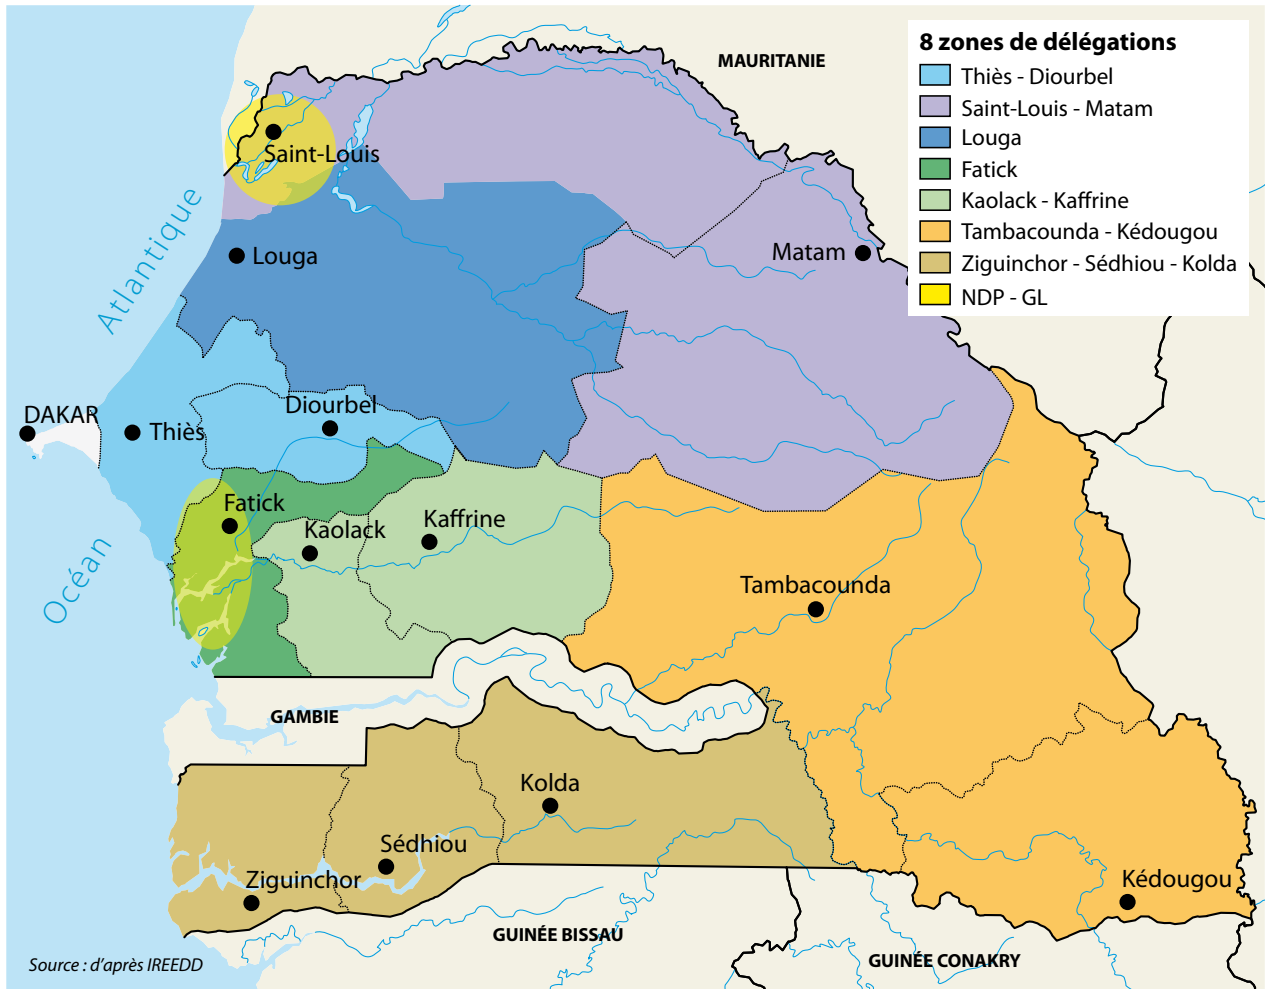 MAURITANIE
8 zones de délégations
Thiès - Diourbel
Saint-Louis - Matam
Louga
Fatick
Kaolack - Kaffrine
Tambacounda - Kédougou
Ziguinchor - Sédhiou - Kolda
NDP - GL
Saint-Louis
Louga
Matam
Atlantique
Océan
DAKAR
Thiès
Diourbel
Fatick
Kaolack
Kaffrine
Tambacounda
GAMBIE
Kolda
Sédhiou
Ziguinchor
Kédougou
GUINÉE BISSAU
GUINÉE CONAKRY
Source : d'après IREEDD